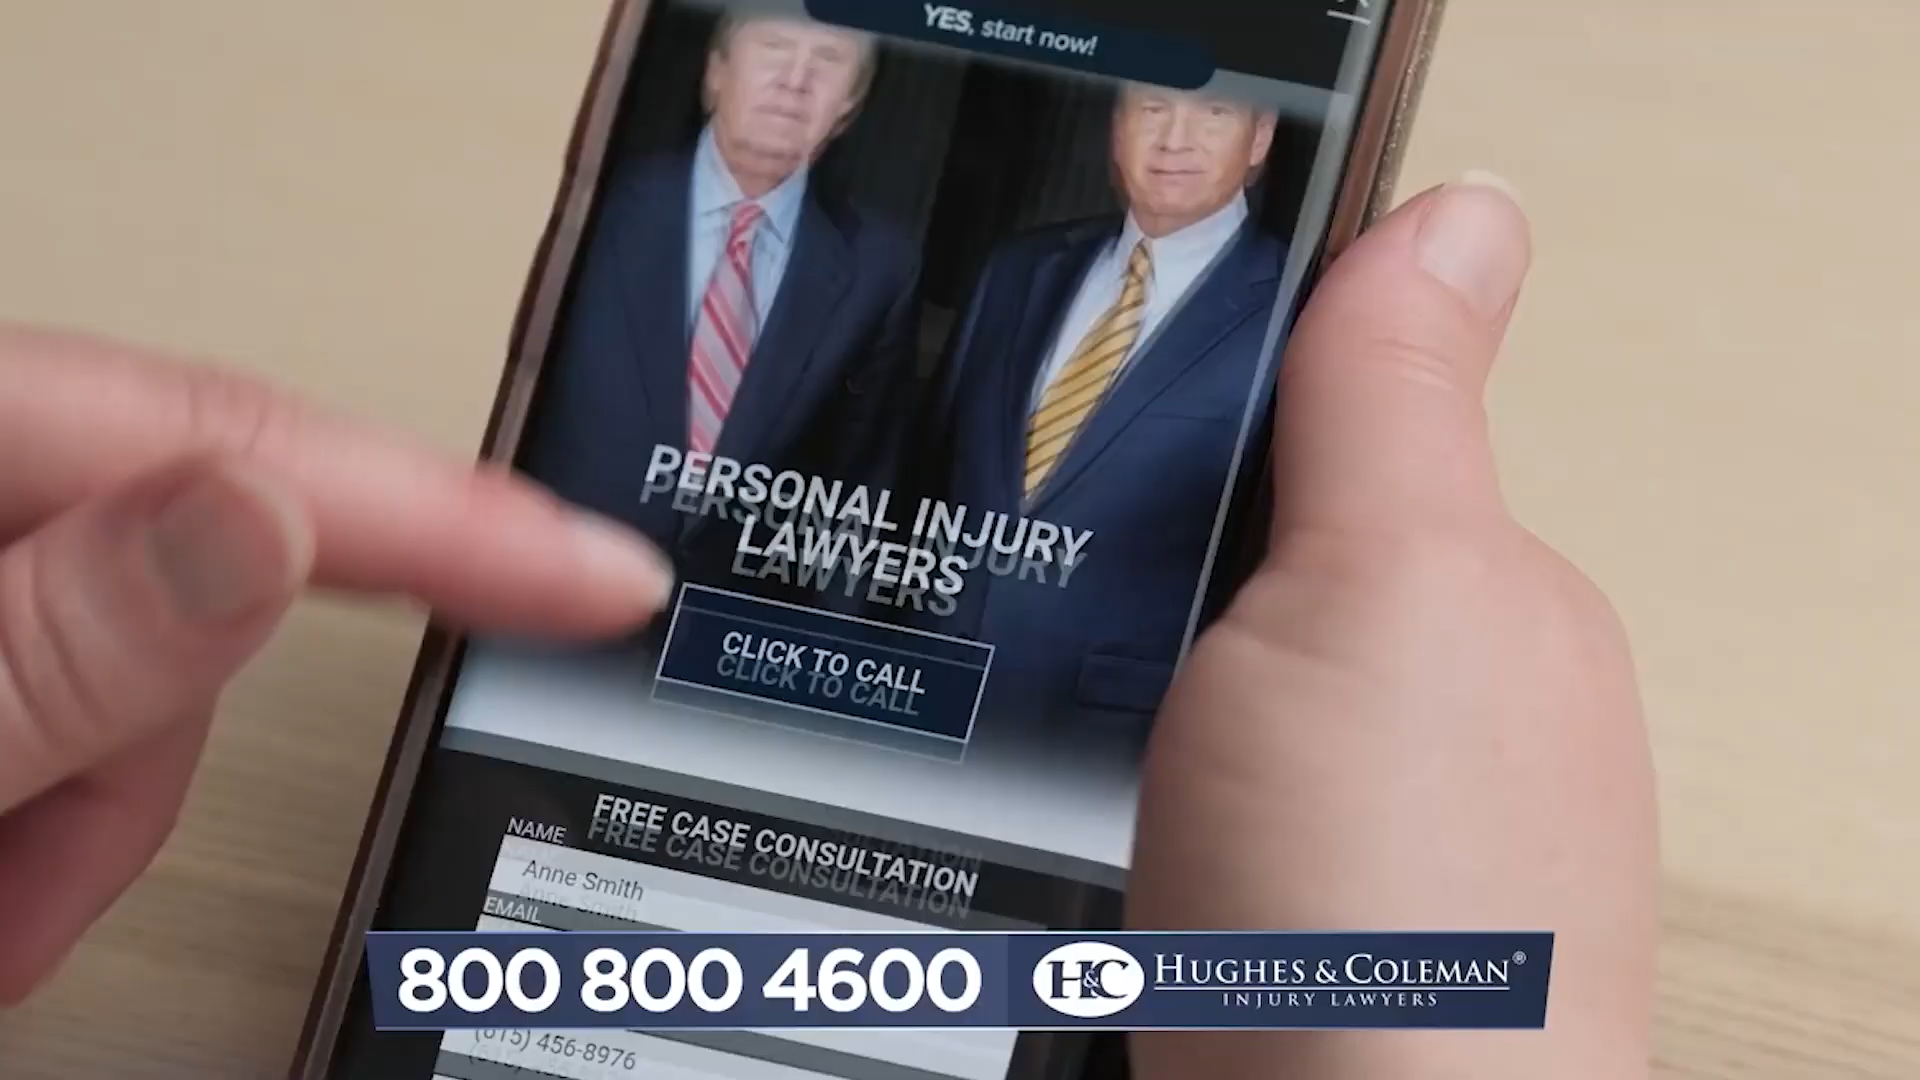 YES, start now!
PERSONAL INJURY
LAWYERS
CLICK TO CALL
FREE CASE CONSULTATION
NAME
Anne Smith
EMAIL
800 800 4600
H&C
HUGHES & COLEMAN®
INJURY LAWYERS
(615) 456-8976